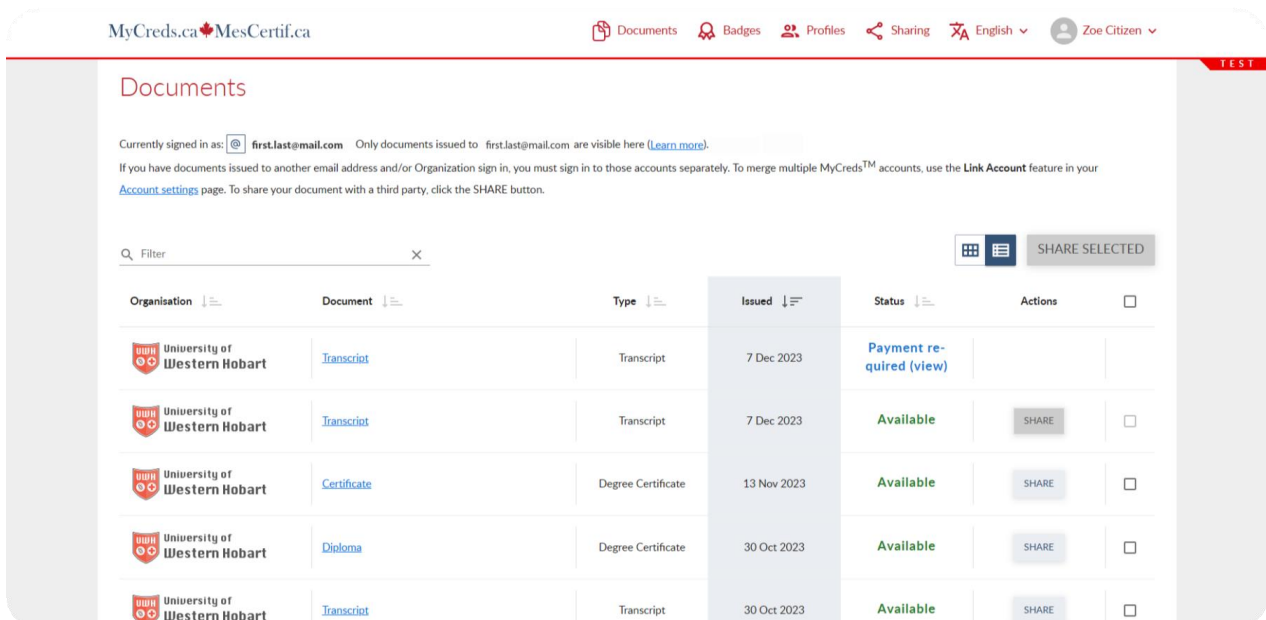 MyCreds.ca MesCertif.ca Documents Badges Profiles Sharing English Zoe Citizen
TEST
Documents
Currently signed in as: @ first.last@mail.com Only documents issued to first.last@mail.com are visible here (Learn more).
If you have documents issued to another email address and/or Organization sign in, you must sign in to those accounts separately. To merge multiple MyCreds™ accounts, use the Link Account feature in your
Account settings page. To share your document with a third party, click the SHARE button.
Filter SHARE SELECTED
Organisation Document Type Issued Status Actions
UWH University of Western Hobart Transcript Transcript 7 Dec 2023 Payment re-
quired (view)
UWH University of Western Hobart Transcript Transcript 7 Dec 2023 Available SHARE
UWH University of Western Hobart Certificate Degree Certificate 13 Nov 2023 Available SHARE
UWH University of Western Hobart Diploma Degree Certificate 30 Oct 2023 Available SHARE
UWH University of Western Hobart Transcript Transcript 30 Oct 2023 Available SHARE